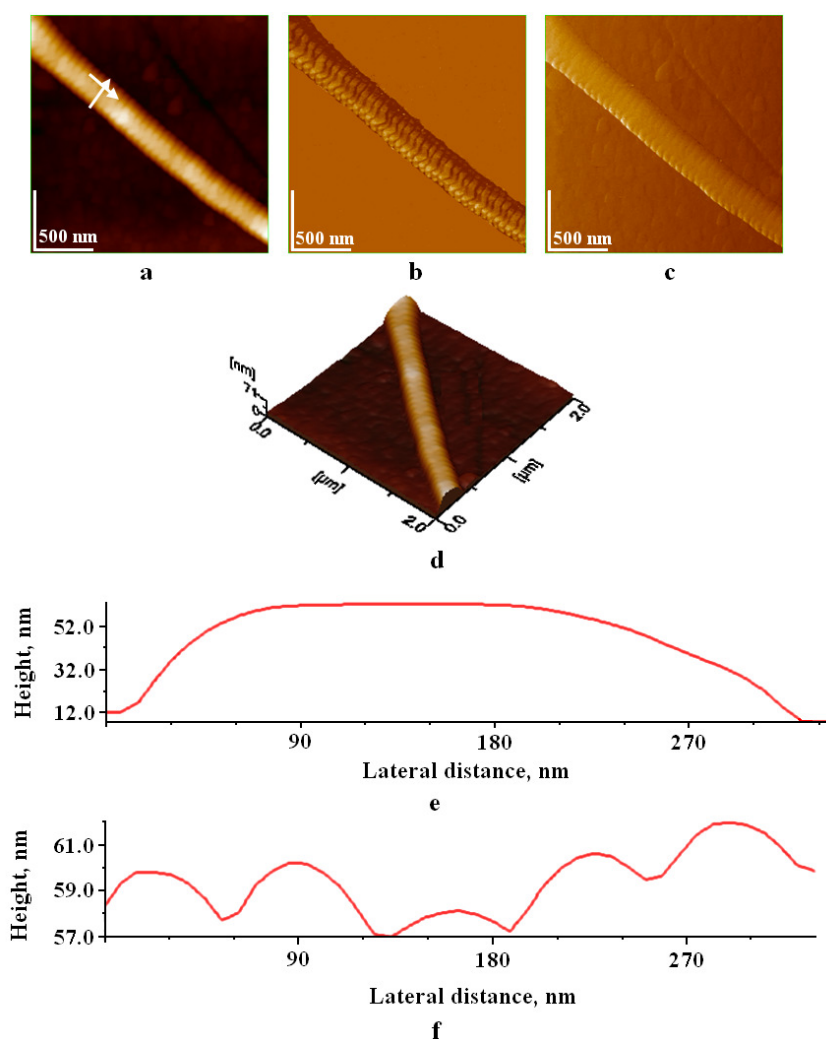 500 nm
500 nm
500 nm
a
b
c
[nm]
71
0
0.0
[µm]
2.0
0.0
[µm]
2.0
d
Height, nm
52.0
32.0
12.0
90
180
270
Lateral distance, nm
e
Height, nm
61.0
59.0
57.0
90
180
270
Lateral distance, nm
f